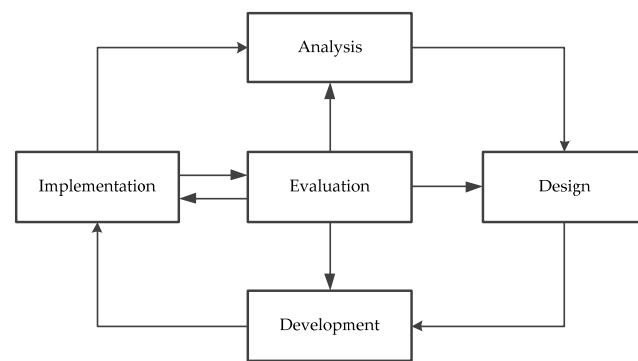 Analysis
Implementation
Evaluation
Design
Development